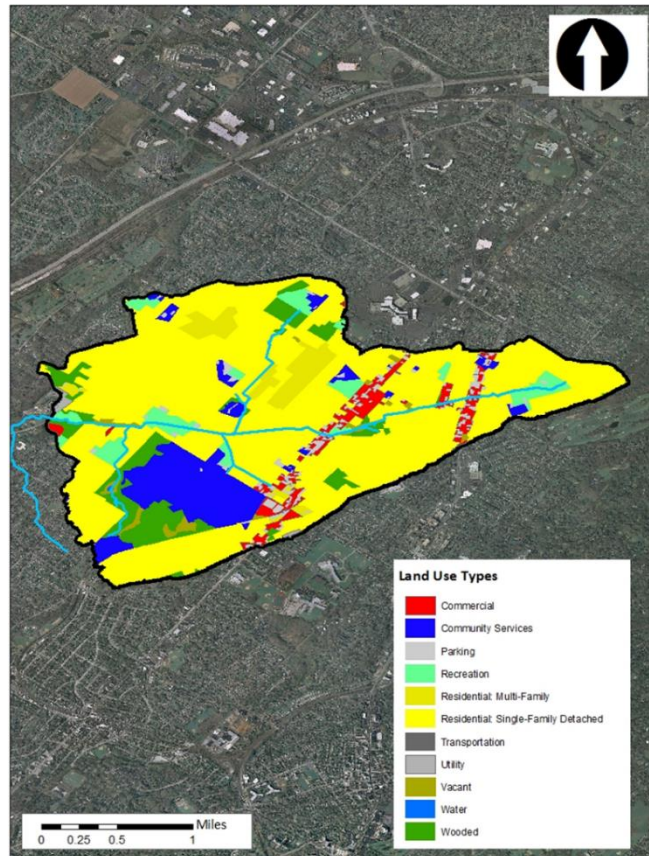 Land Use Types
Commercial
Community Services
Parking
Recreation
Residential: Multi-Family
Residential: Single-Family Detached
Transportation
Utility
Vacant
Water
Wooded
Miles
0 0.25 0.5 1